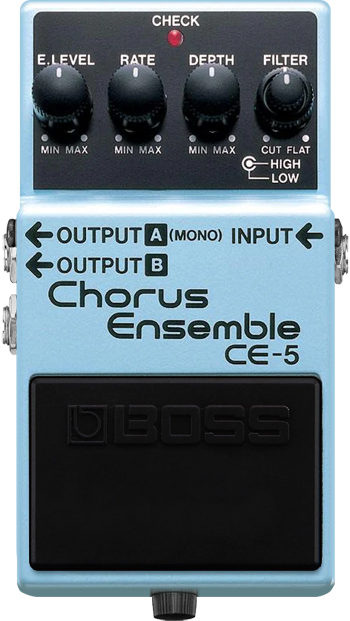 CHECK
E.LEVEL RATE DEPTH FILTER
MIN MAX MIN MAX MIN MAX CUT FLAT
HIGH
LOW
OUTPUT A (MONO) INPUT
OUTPUT B
Chorus
Ensemble
CE-5
BOSS